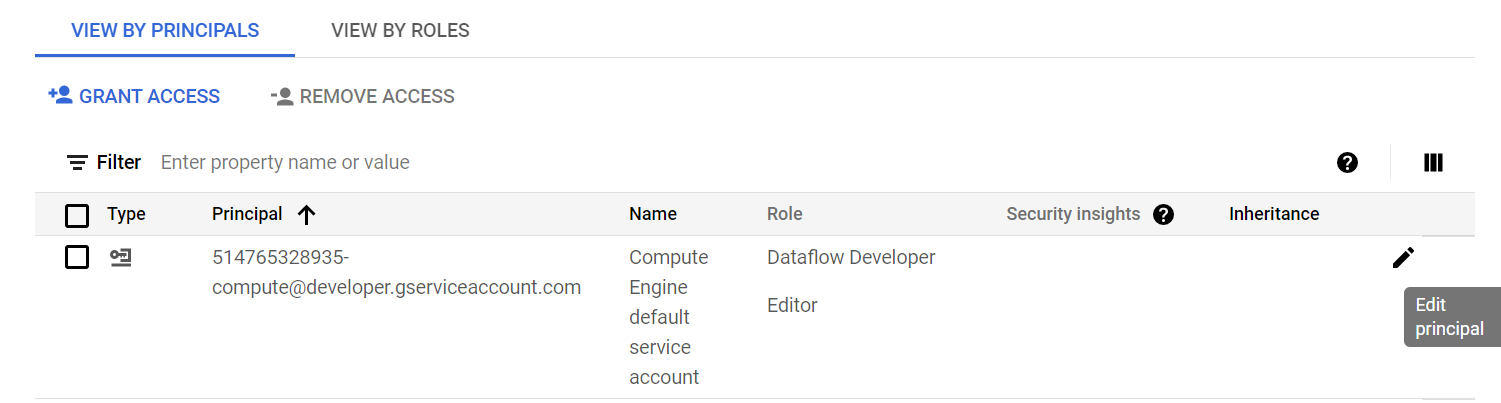 VIEW BY PRINCIPALS VIEW BY ROLES
GRANT ACCESS REMOVE ACCESS
Filter Enter property name or value
Type Principal Name Role Security insights Inheritance
514765328935-
compute@developer.gserviceaccount.com
Compute
Engine
default
service
account
Dataflow Developer
Editor
Edit
principal